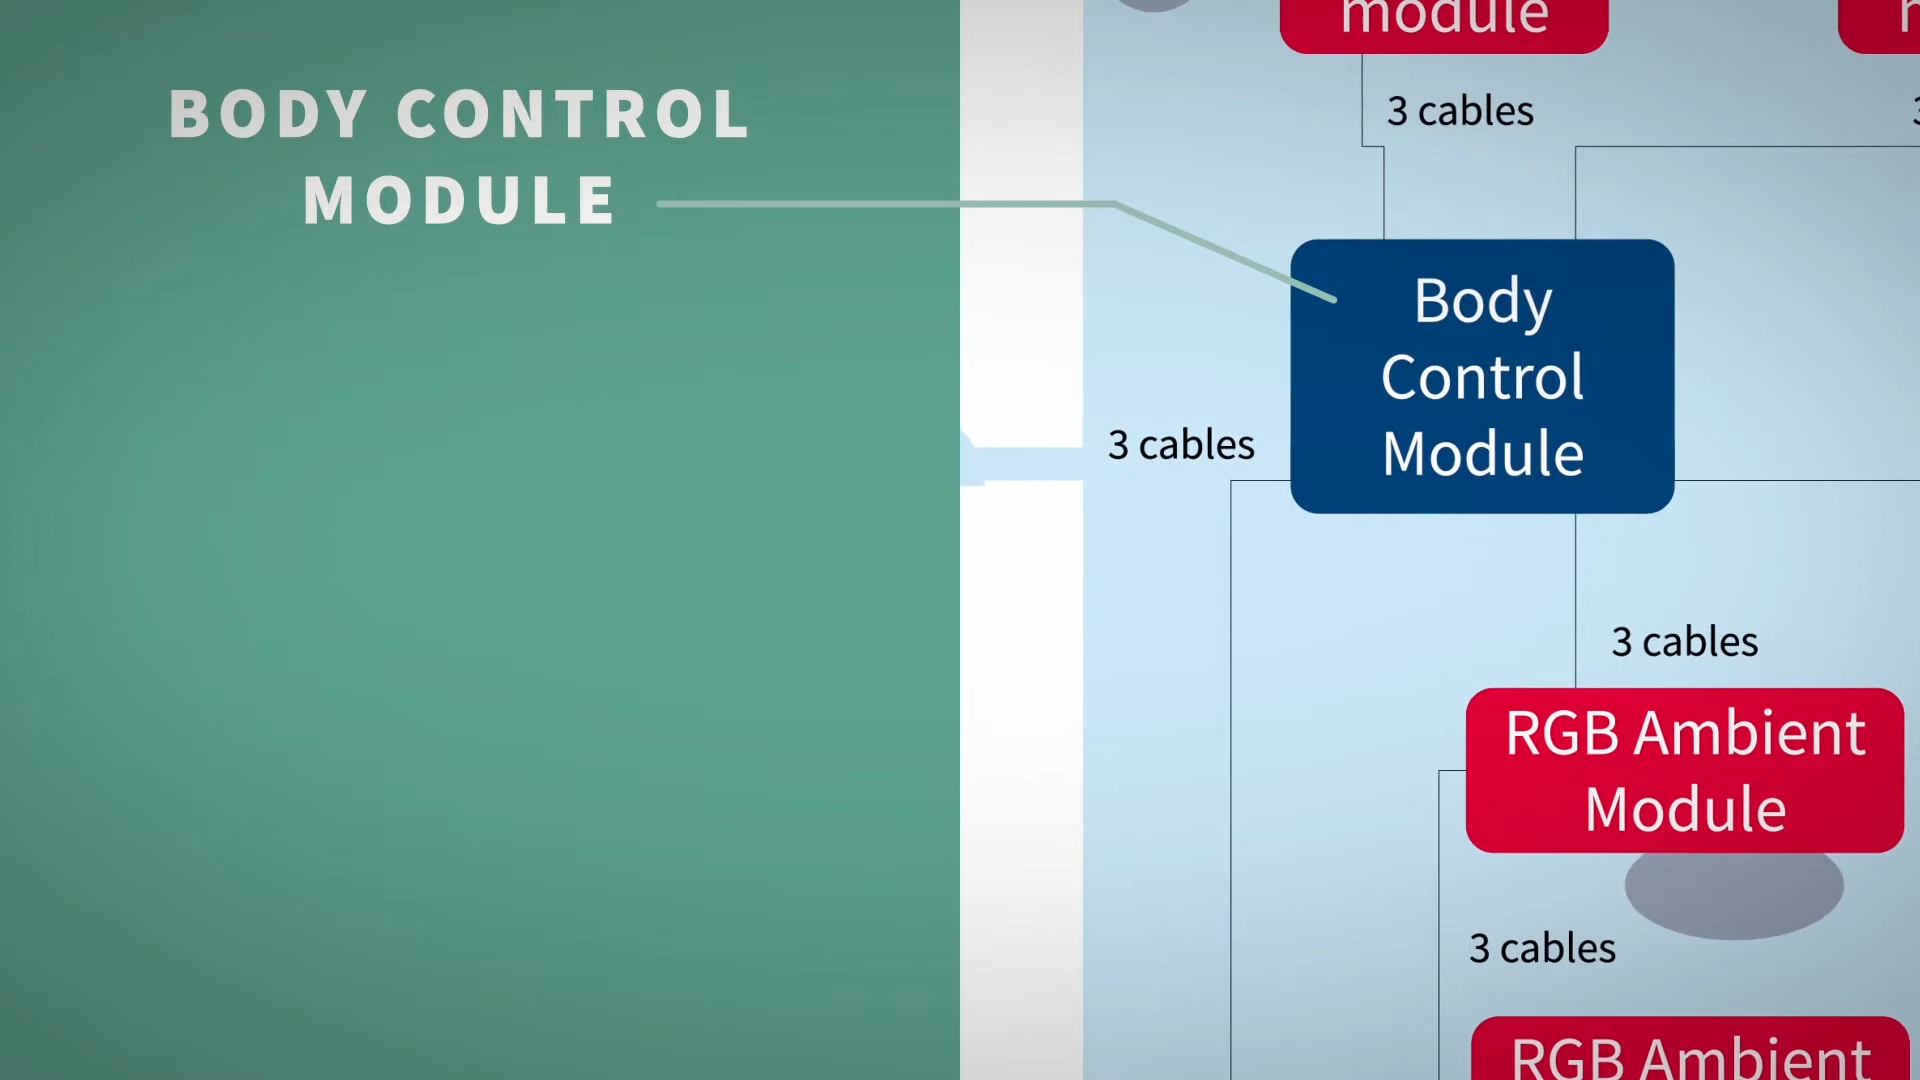 BODY CONTROL
MODULE
module
3 cables
Body
Control
Module
3 cables
3 cables
RGB Ambient
Module
3 cables
RGB Ambient